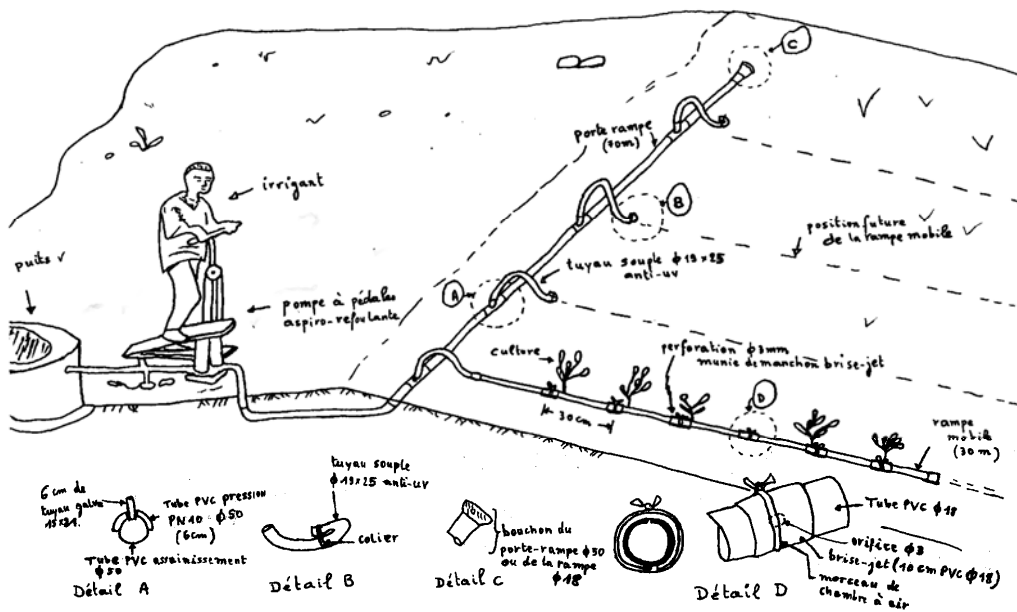 C
porte rampe
(70m)
irrigant
B
position future
de la rampe mobile
puits
tuyau souple ϕ19x25
anti-uv
A
pompe à pédales
aspiro-refoulante
culture
perforation ϕ3mm
munie de manchon brise-jet
D
30cm
rampe
mobile
(30 m)
6 cm de
tuyau galva
15x21.
Tube PVC pression
PN10 ϕ50
(6cm)
Tube PVC assainissement
ϕ50
Détail A
tuyau souple
ϕ19x25 anti-uv
colier
Détail B
bouchon du
porte-rampe ϕ50
ou de la rampe
ϕ18
Détail C
Tube PVC ϕ18
orifice ϕ3
brise-jet (10 cm PVC ϕ18)
morceau de
chambre à air
Détail D